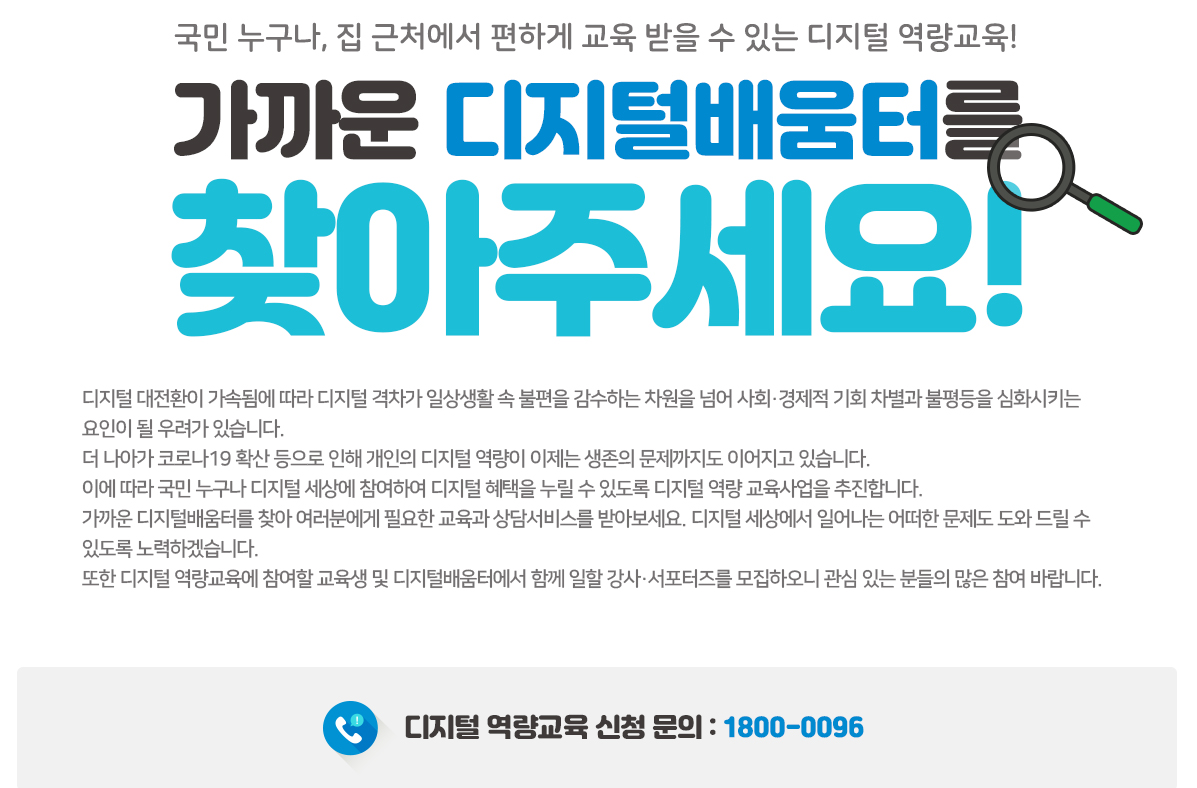 국민 누구나, 집 근처에서 편하게 교육 받을 수 있는 디지털 역량교육!
가까운 디지털배움터를
찾아주세요!
디지털 대전환이 가속됨에 따라 디지털 격차가 일상생활 속 불편을 감수하는 차원을 넘어 사회·경제적 기회 차별과 불평등을 심화시키는
요인이 될 우려가 있습니다.
더 나아가 코로나19 확산 등으로 인해 개인의 디지털 역량이 이제는 생존의 문제까지도 이어지고 있습니다.
이에 따라 국민 누구나 디지털 세상에 참여하여 디지털 혜택을 누릴 수 있도록 디지털 역량 교육사업을 추진합니다.
가까운 디지털배움터를 찾아 여러분에게 필요한 교육과 상담서비스를 받아보세요. 디지털 세상에서 일어나는 어떠한 문제도 도와 드릴 수
있도록 노력하겠습니다.
또한 디지털 역량교육에 참여할 교육생 및 디지털배움터에서 함께 일할 강사·서포터즈를 모집하오니 관심 있는 분들의 많은 참여 바랍니다.
디지털 역량교육 신청 문의 : 1800-0096